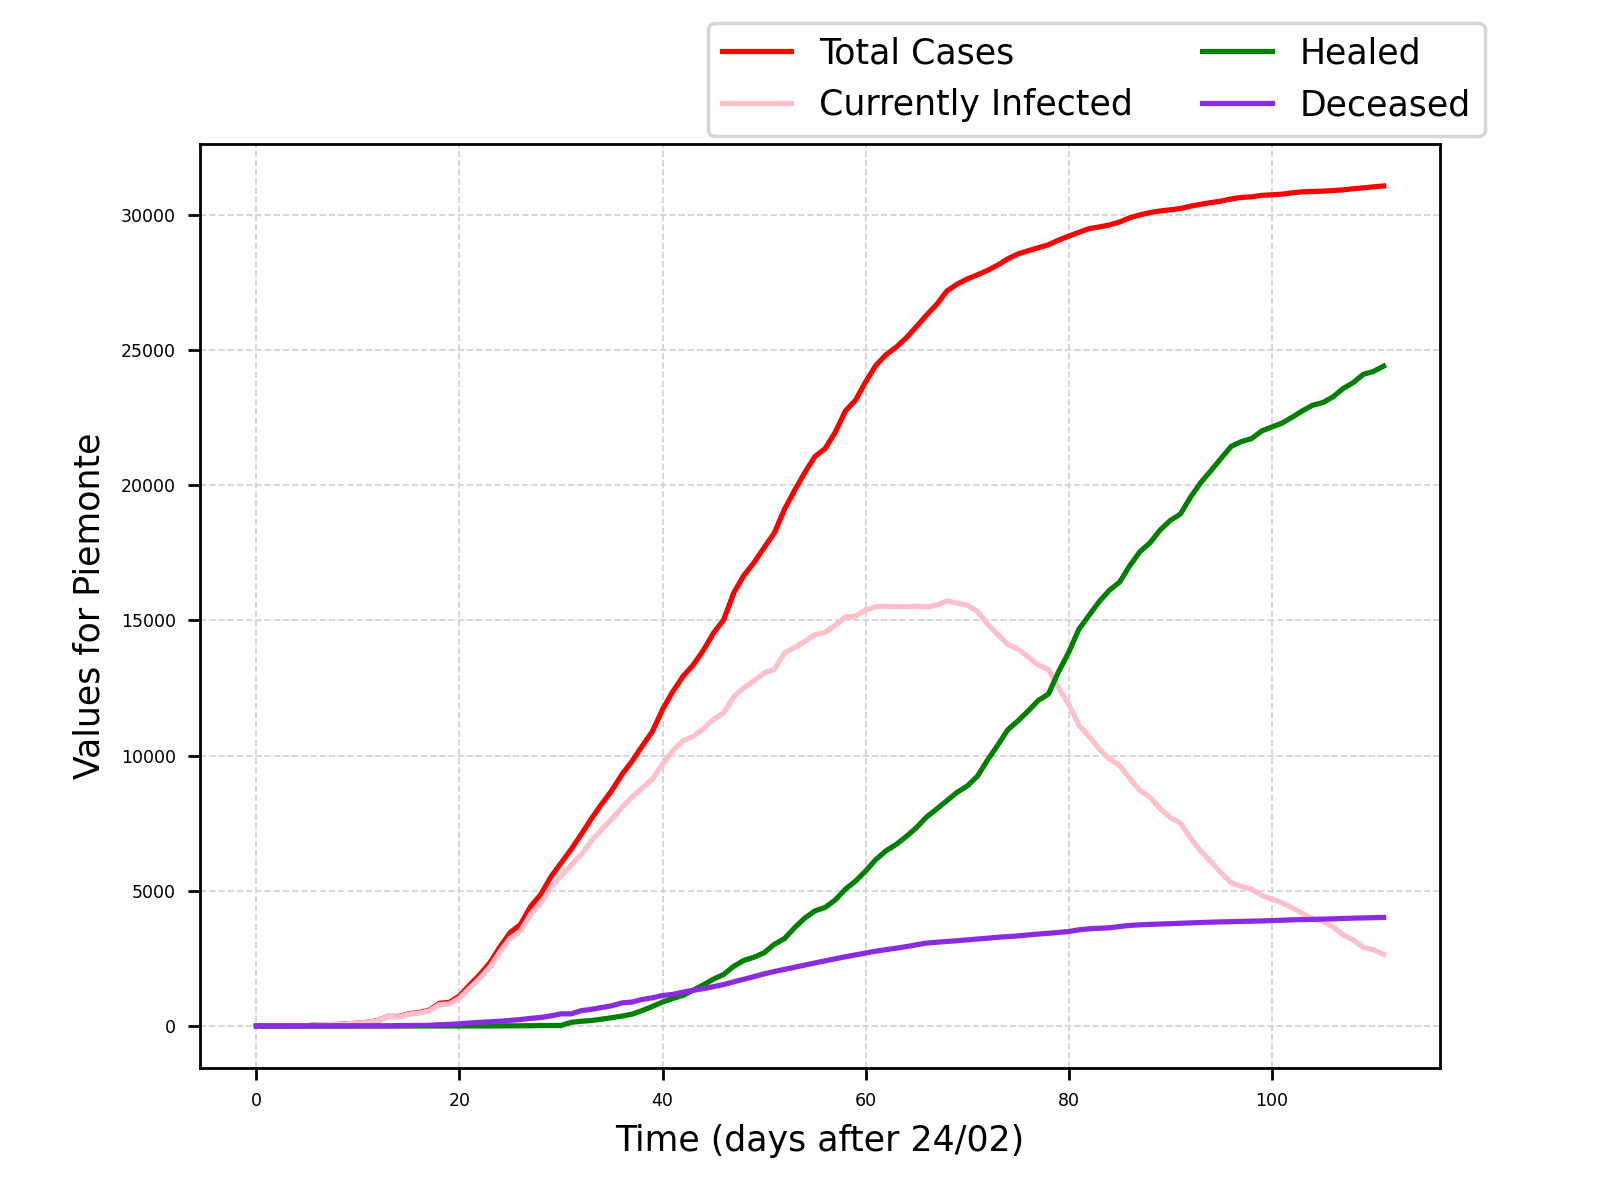 Total Cases
Currently Infected
Healed
Deceased
Values for Piemonte
30000
25000
20000
15000
10000
5000
0
0 20 40 60 80 100
Time (days after 24/02)